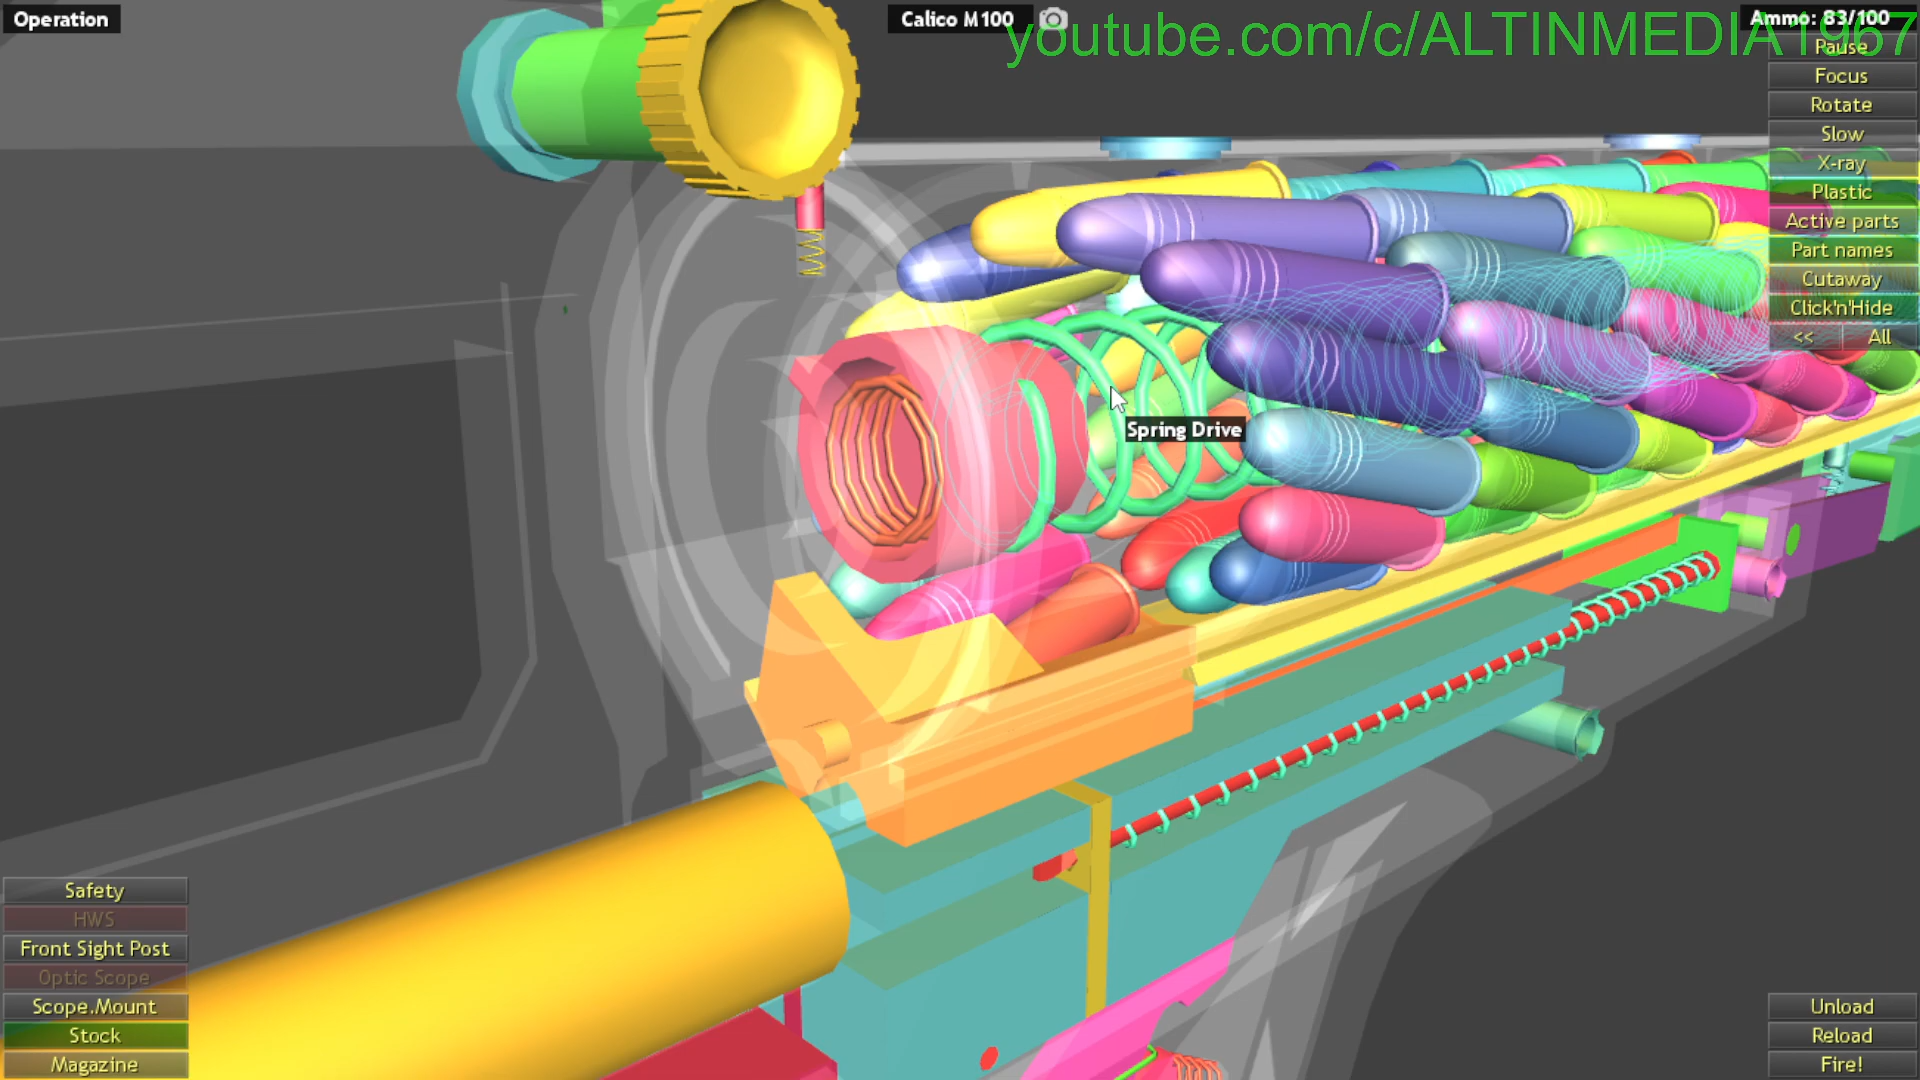 Operation
Calico M100
Ammo: 83/100
youtube.com/c/ALTINMEDIA1967
Pause
Focus
Rotate
Slow
X-ray
Plastic
Active parts
Part names
Cutaway
Click'n'Hide
<< All
Spring Drive
Safety
HWS
Front Sight Post
Optic Scope
Scope.Mount
Stock
Magazine
Unload
Reload
Fire!